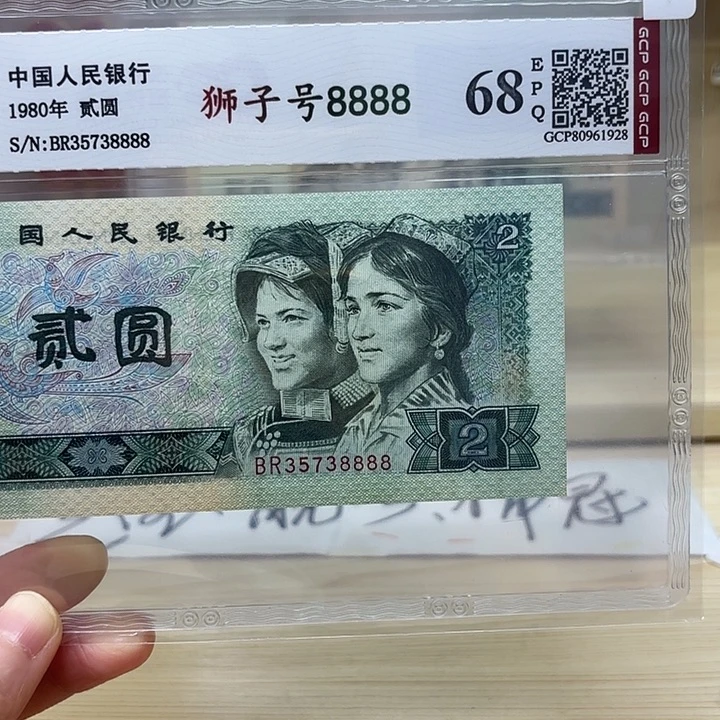 中国人民银行
1980年 贰圆
S/N:BR35738888
狮子号8888
68
EPQ
GCP80961928
GCP GCP GCP
国人民银行
2
贰圆
BR35738888
2